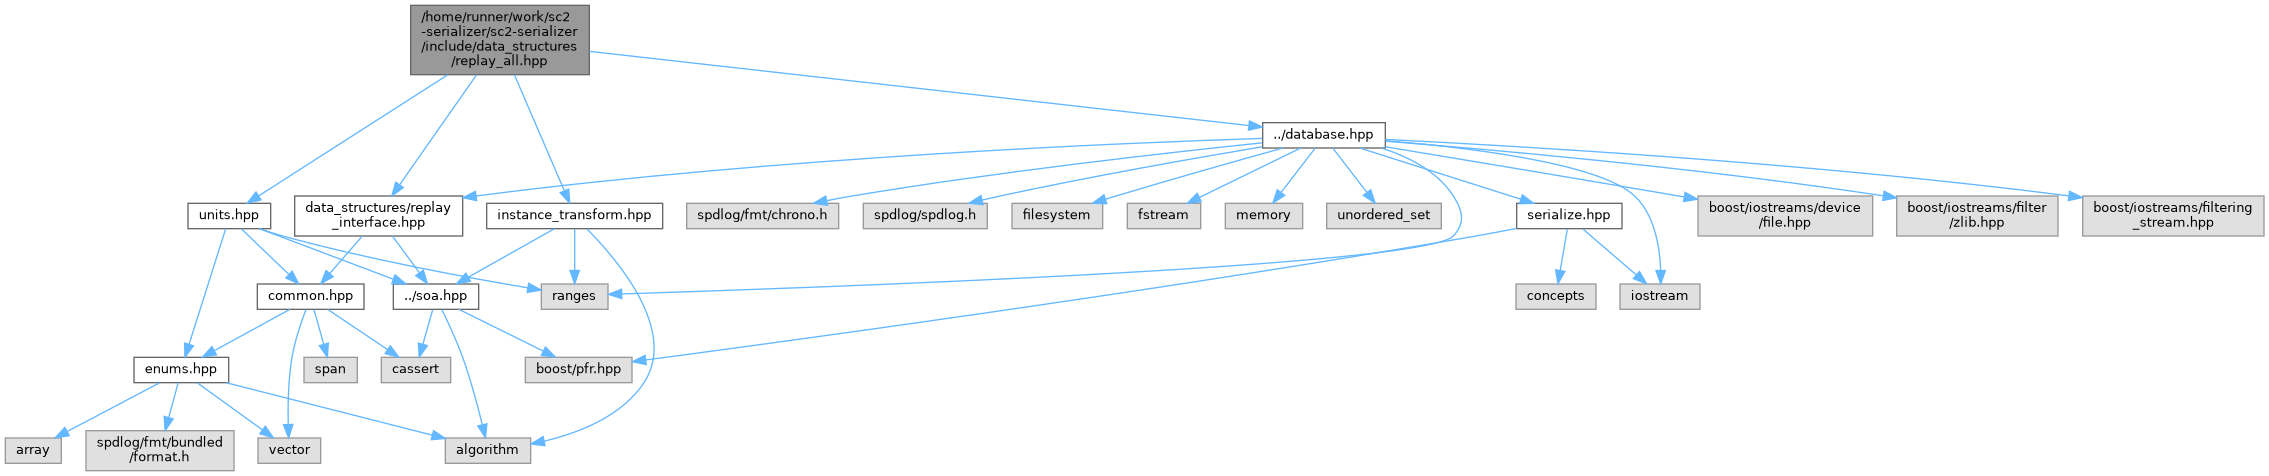 /home/runner/work/sc2
-serializer/sc2-serializer
/include/data_structures
/replay_all.hpp
../database.hpp
units.hpp
data_structures/replay
_interface.hpp
instance_transform.hpp
spdlog/fmt/chrono.h
spdlog/spdlog.h
filesystem
fstream
memory
unordered_set
serialize.hpp
boost/iostreams/device
/file.hpp
boost/iostreams/filter
/zlib.hpp
boost/iostreams/filtering
_stream.hpp
common.hpp
../soa.hpp
ranges
concepts
iostream
enums.hpp
span
cassert
boost/pfr.hpp
array
spdlog/fmt/bundled
/format.h
vector
algorithm